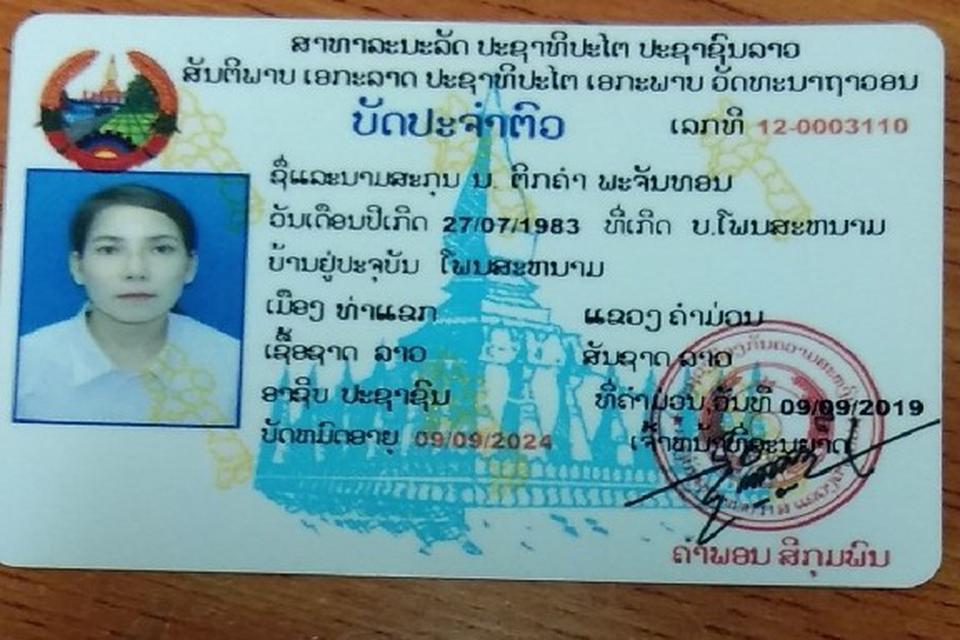 ສາທາລະນະລັດ ປະຊາທິປະໄຕ ປະຊາຊົນລາວ
ສັນຕິພາບ ເອກະລາດ ປະຊາທິປະໄຕ ເອກະພາບ ວັດທະນາຖາວອນ
ບັດປະຈຳຕົວ ເລກທີ 12-0003110
ຊື່ແລະນາມສະກຸນ ນ. ຕິກຄຳ ພະຈັນທອນ
ວັນເດືອນປີເກີດ 27/07/1983 ທີ່ເກີດ ບ.ໂພນສະຫນາມ
ບ້ານຢູ່ປະຈຸບັນ ໂພນສະຫນາມ
ເມືອງ ທ່າແຂກ ແຂວງ ຄຳມ່ວນ
ເຊື້ອຊາດ ລາວ ສັນຊາດ ລາວ
ອາຊິບ ປະຊາຊົນ ທີ່ຄຳມ່ວນ,ວັນທີ 09/09/2019
ບັດຫມົດອາຍຸ 09/09/2024 ເຈົ້າຫນ້າທີ່ອະນຸຍາດ
ຄຳພອນ ສີກຸມພົນ